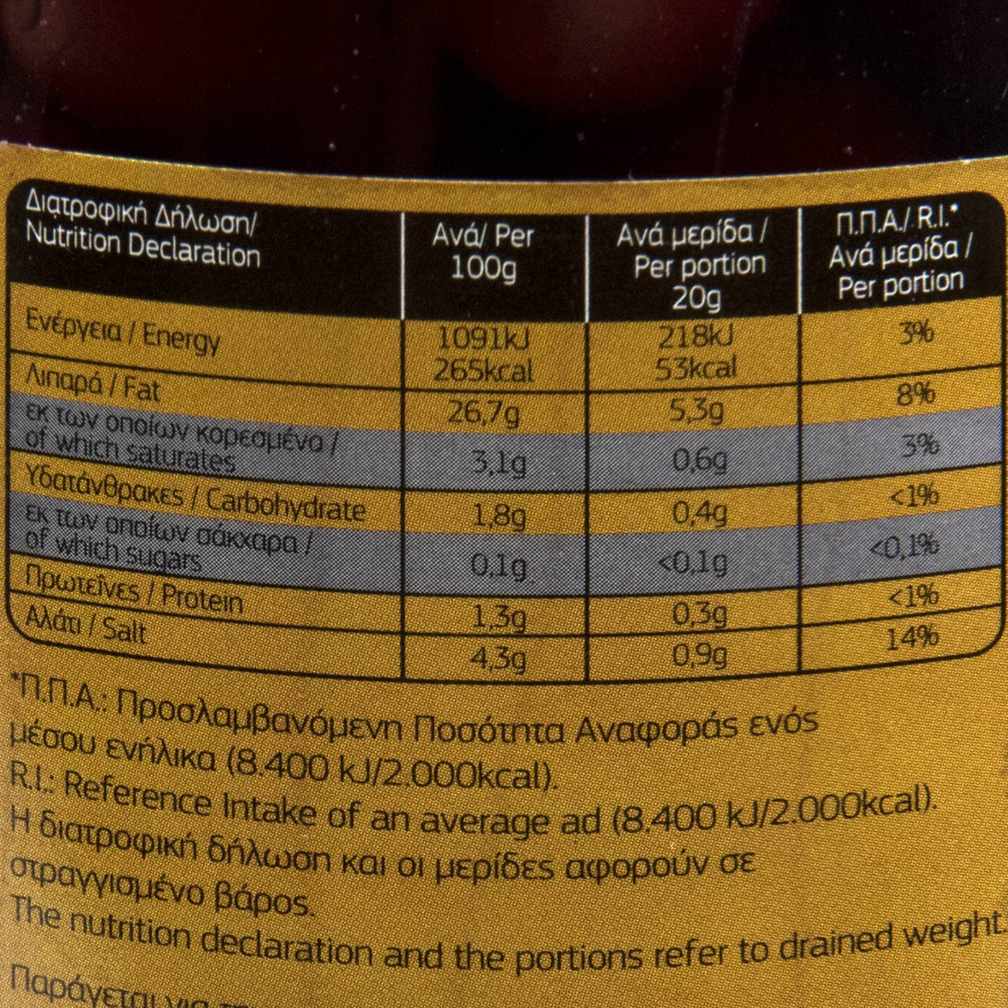 Διατροφική Δήλωση/
Nutrition Declaration
Ανά/ Per
100g
Ανά μερίδα /
Per portion
20g
Π.Π.Α./ R.I.*
Ανά μερίδα /
Per portion
Ενέργεια / Energy
1091kJ
265kcal
218kJ
53kcal
3%
Λιπαρά / Fat
26,7g
5,3g
8%
εκ των οποίων κορεσμένα /
of which saturates
3,1g
0,6g
3%
Υδατάνθρακες / Carbohydrate
1,8g
0,4g
<1%
εκ των οποίων σάκχαρα /
of which sugars
0,1g
<0,1g
<0,1%
Πρωτεΐνες / Protein
1,3g
0,3g
<1%
Αλάτι / Salt
4,3g
0,9g
14%
*Π.Π.Α.: Προσλαμβανόμενη Ποσότητα Αναφοράς ενός
μέσου ενήλικα (8.400 kJ/2.000kcal).
R.I.: Reference Intake of an average ad (8.400 kJ/2.000kcal).
Η διατροφική δήλωση και οι μερίδες αφορούν σε
στραγγισμένο βάρος.
The nutrition declaration and the portions refer to drained weight.
Παράγεται για